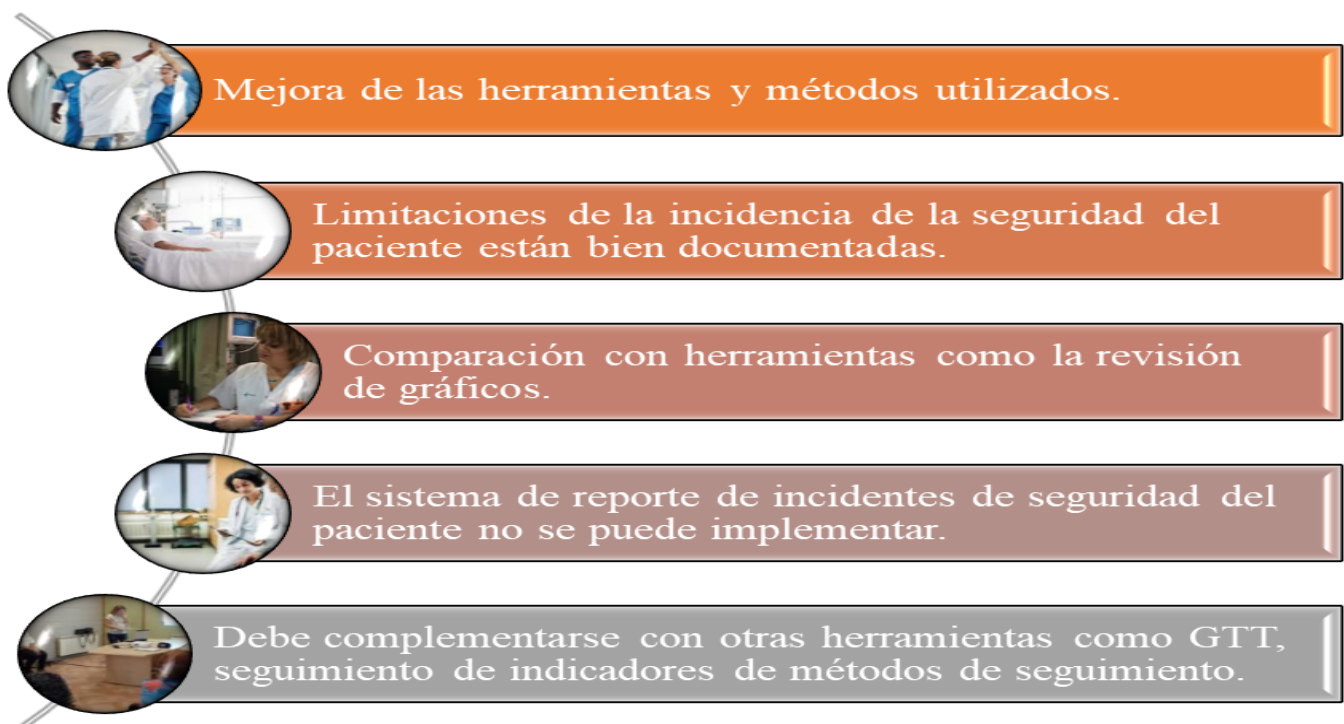 Mejora de las herramientas y métodos utilizados.
Limitaciones de la incidencia de la seguridad del
paciente están bien documentadas.
Comparación con herramientas como la revisión
de gráficos.
El sistema de reporte de incidentes de seguridad del
paciente no se puede implementar.
Debe complementarse con otras herramientas como GTT,
seguimiento de indicadores de métodos de seguimiento.